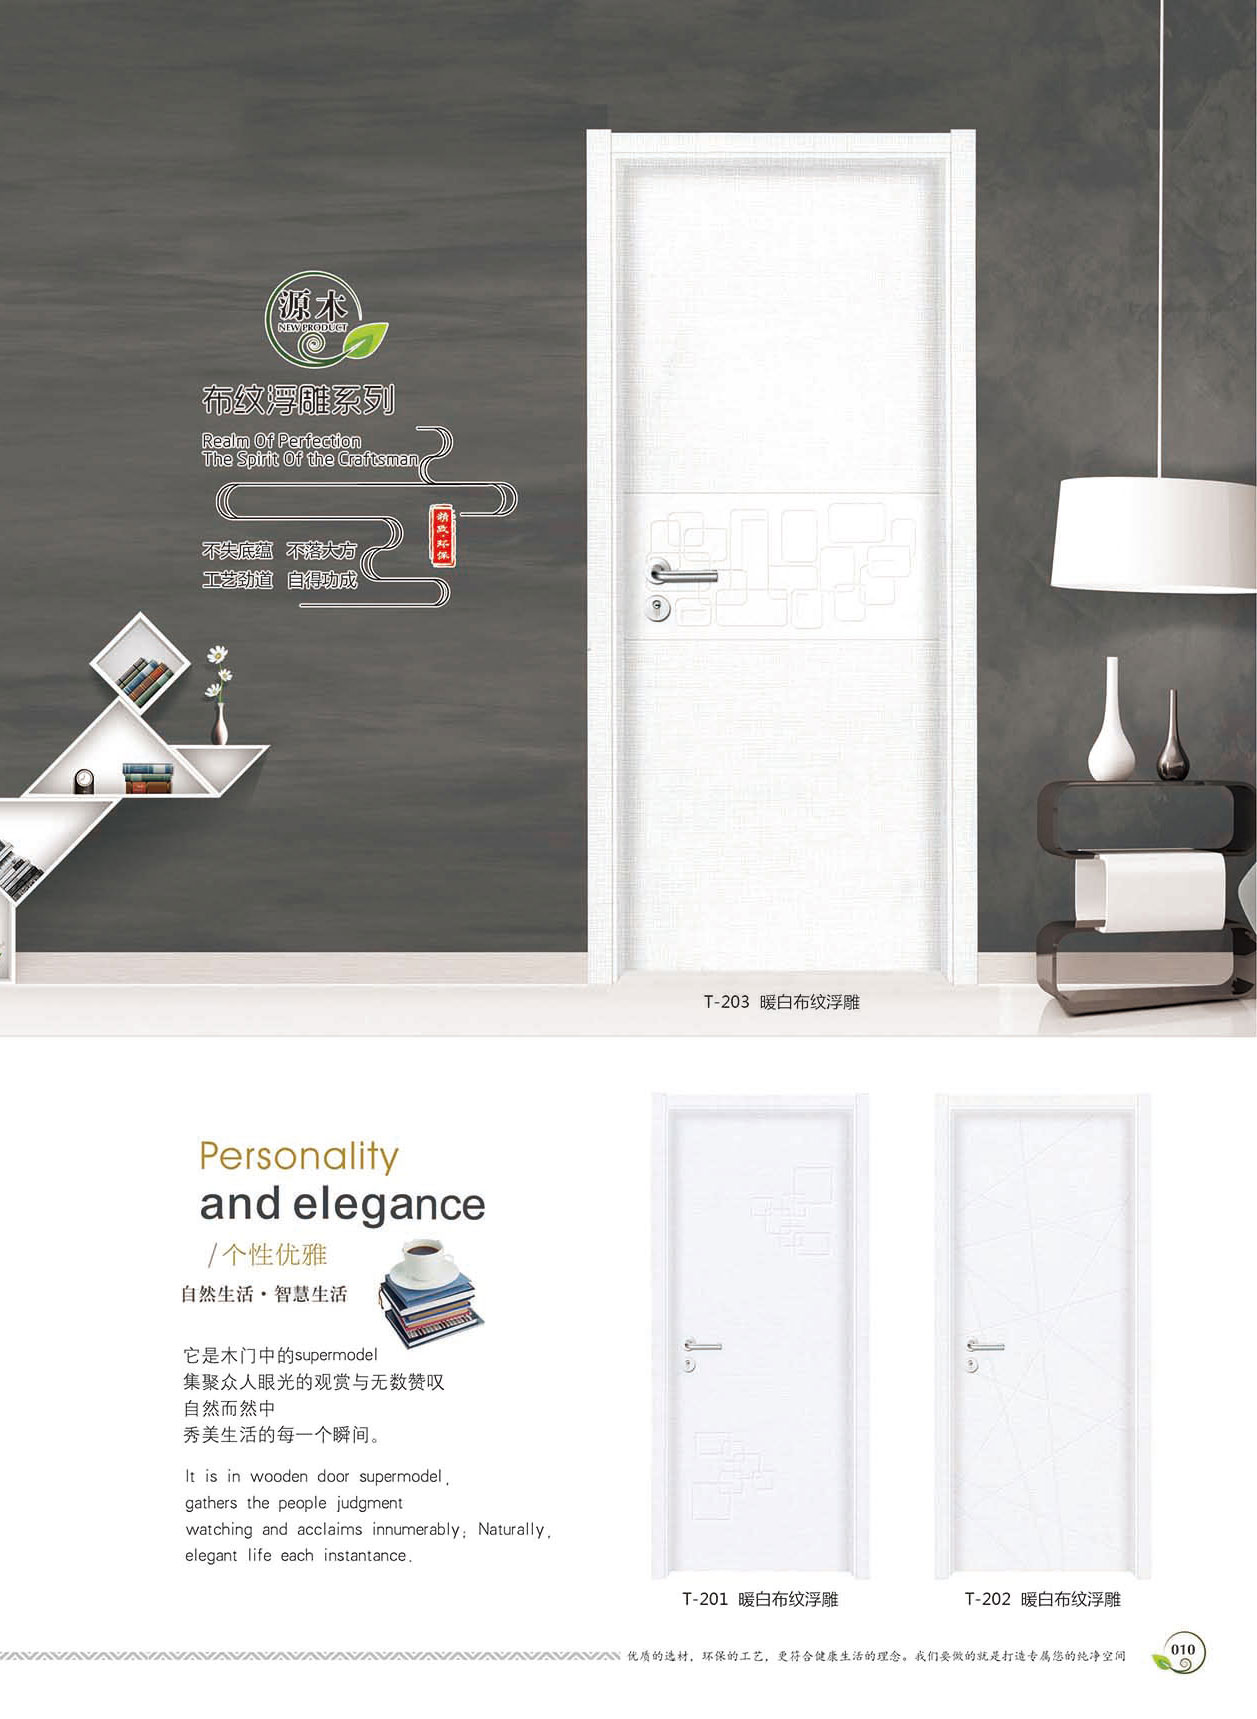 源木
NEW PRODUCT
布纹浮雕系列
Realm Of Perfection
The Spirit Of the Craftsman
精致·环保
不失底蕴 不落大方
工艺劲道 自得功成
T-203 暖白布纹浮雕
Personality
and elegance
/个性优雅
自然生活·智慧生活
它是木门中的supermodel
集聚众人眼光的观赏与无数赞叹
自然而然中
秀美生活的每一个瞬间。
It is in wooden door supermodel,
gathers the people judgment
watching and acclaims innumerably; Naturally,
elegant life each instantance.
T-201 暖白布纹浮雕
T-202 暖白布纹浮雕
优质的选材，环保的工艺，更符合健康生活的理念。我们要做的就是打造专属您的纯净空间
010